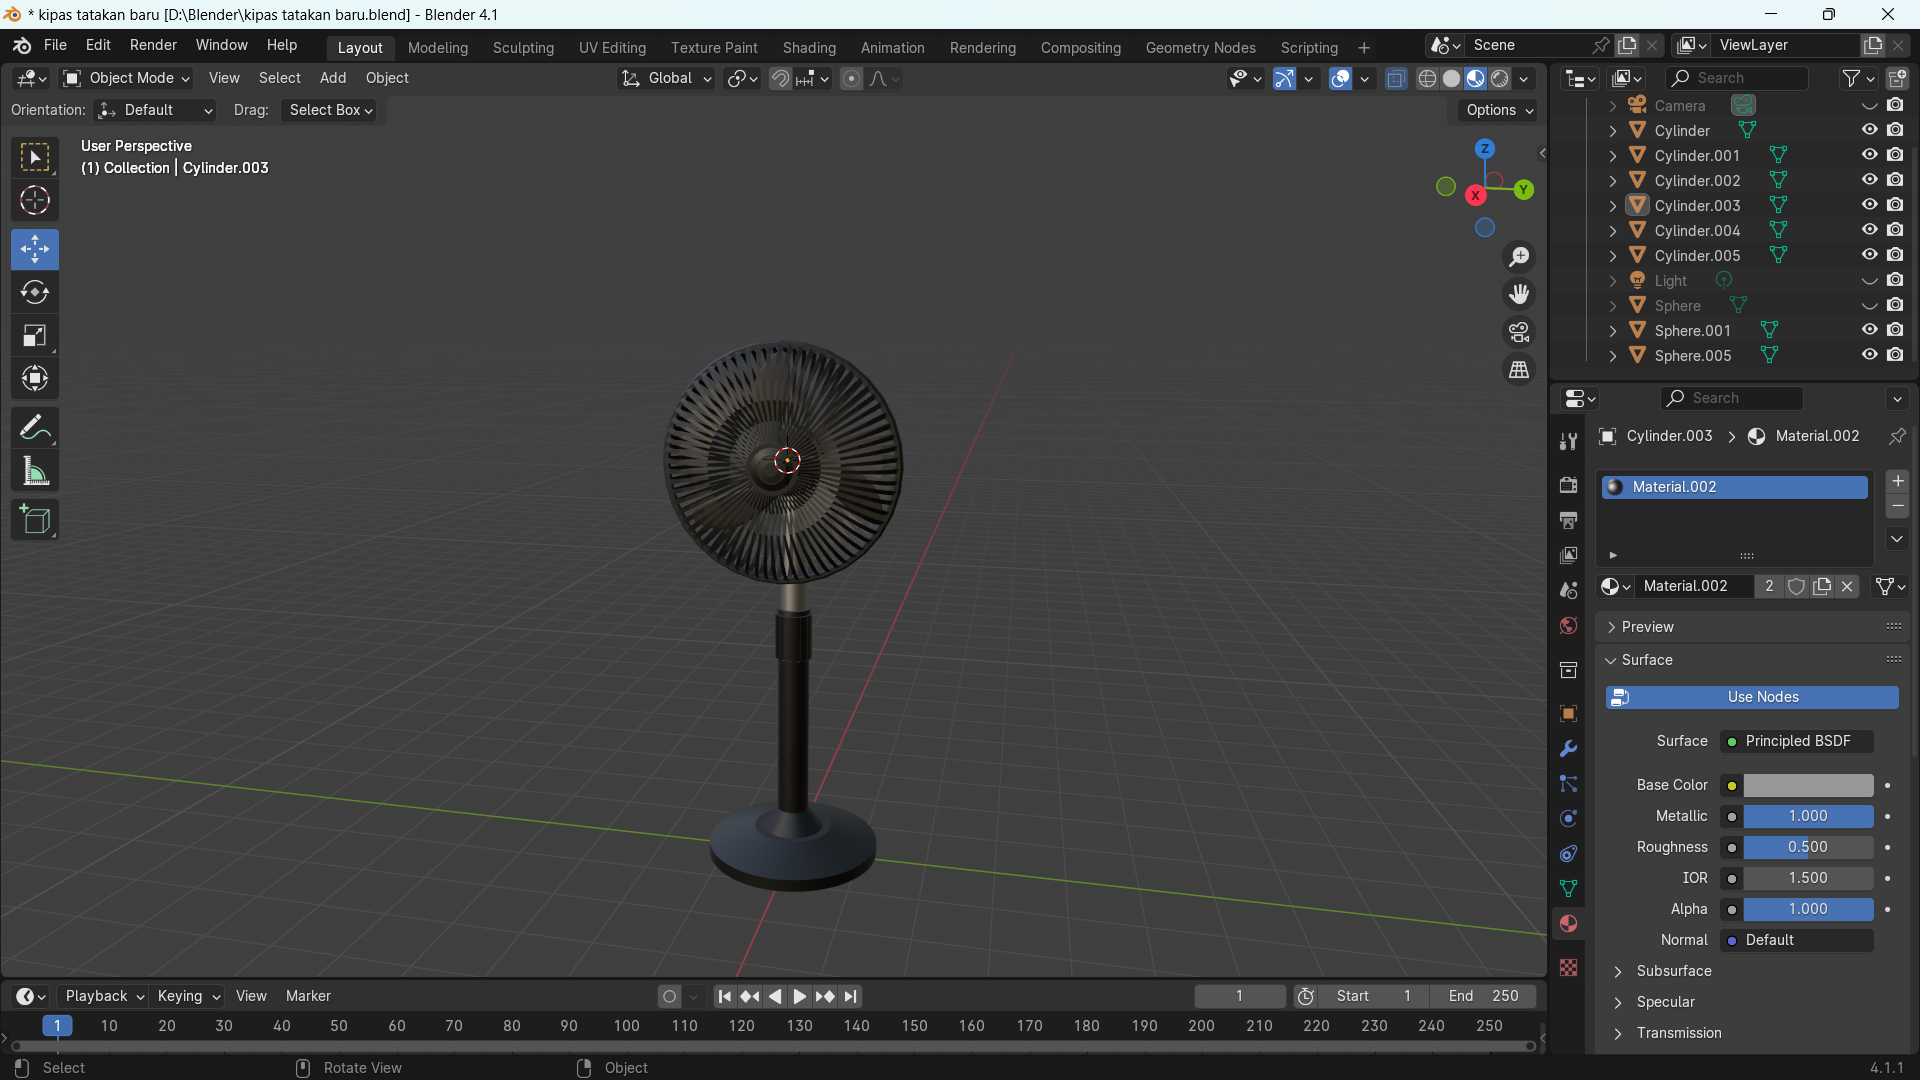 * kipas tatakan baru [D:\Blender\kipas tatakan baru.blend] - Blender 4.1
File Edit Render Window Help Layout Modeling Sculpting UV Editing Texture Paint Shading Animation Rendering Compositing Geometry Nodes Scripting + Scene ViewLayer
Object Mode View Select Add Object Global Search
Orientation: Default Drag: Select Box Options
User Perspective
(1) Collection | Cylinder.003
Z
Y
X
Camera
Cylinder
Cylinder.001
Cylinder.002
Cylinder.003
Cylinder.004
Cylinder.005
Light
Sphere
Sphere.001
Sphere.005
Search
Cylinder.003 > Material.002
Material.002
Material.002 2
Preview
Surface
Use Nodes
Surface Principled BSDF
Base Color
Metallic 1.000
Roughness 0.500
IOR 1.500
Alpha 1.000
Normal Default
Subsurface
Specular
Transmission
Playback Keying View Marker 1 Start 1 End 250
1 10 20 30 40 50 60 70 80 90 100 110 120 130 140 150 160 170 180 190 200 210 220 230 240 250
Select Rotate View Object 4.1.1